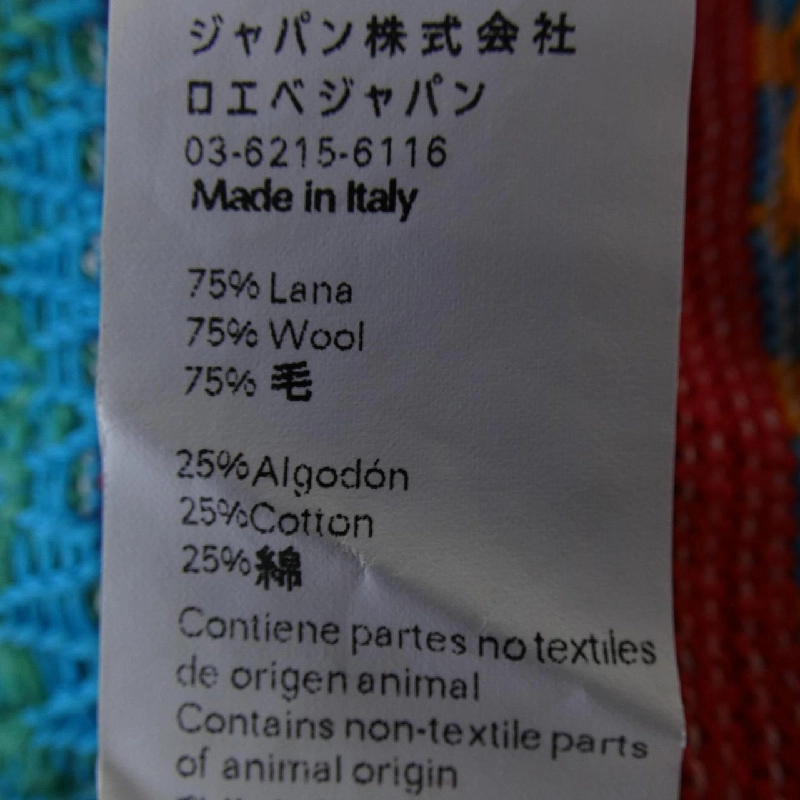 ジャパン株式会社
ロエベジャパン
03-6215-6116
Made in Italy
75% Lana
75% Wool
75% 毛
25% Algodón
25% Cotton
25% 綿
Contiene partes no textiles
de origen animal
Contains non-textile parts
of animal origin